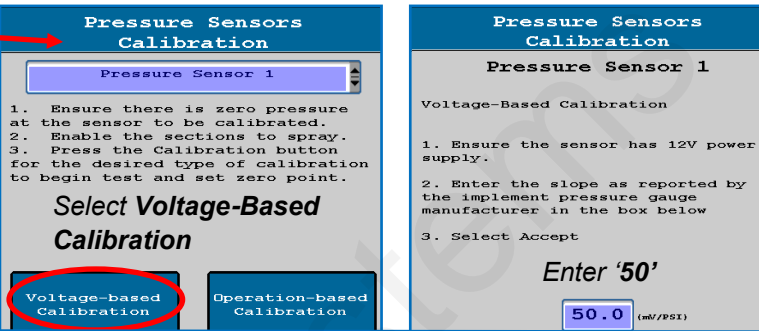 Pressure Sensors
Calibration
Pressure Sensor 1
1. Ensure there is zero pressure
at the sensor to be calibrated.
2. Enable the sections to spray.
3. Press the Calibration button
for the desired type of calibration
to begin test and set zero point.
Select Voltage-Based
Calibration
Voltage-based
Calibration
Operation-based
Calibration
Pressure Sensors
Calibration
Pressure Sensor 1
Voltage-Based Calibration
1. Ensure the sensor has 12V power
supply.
2. Enter the slope as reported by
the implement pressure gauge
manufacturer in the box below
3. Select Accept
Enter ‘50’
50.0 (mV/PSI)